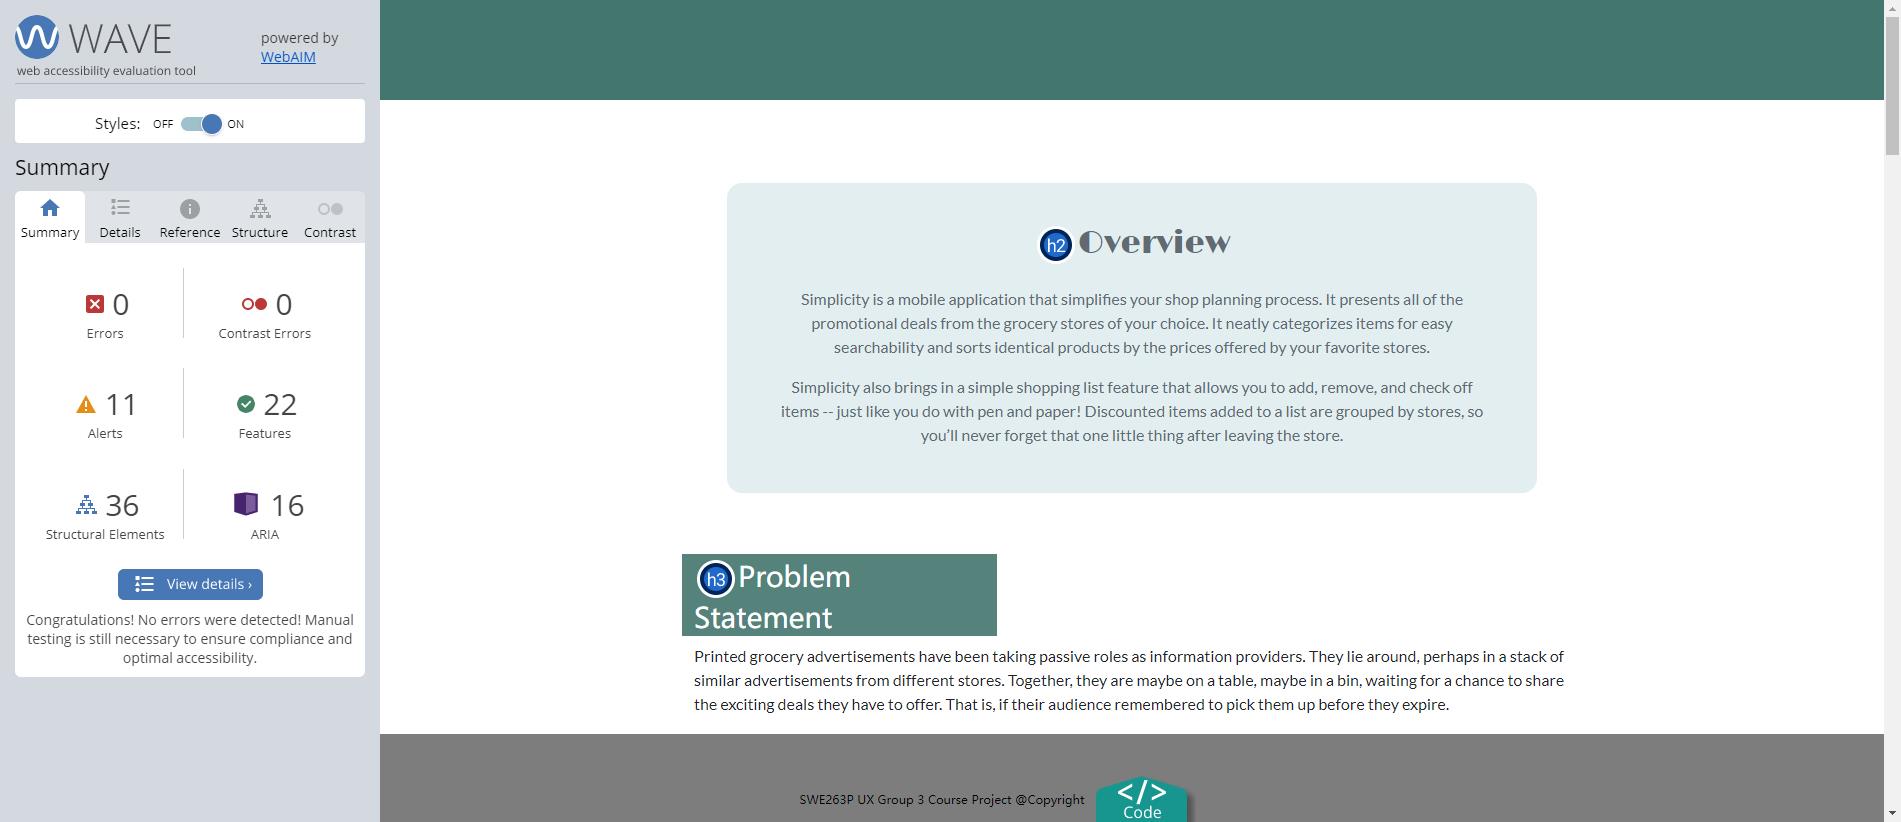 WAVE
powered by
WebAIM
web accessibility evaluation tool
Styles: OFF ON
Summary
Summary Details Reference Structure Contrast
0
Errors
0
Contrast Errors
11
Alerts
22
Features
36
Structural Elements
16
ARIA
View details ›
Congratulations! No errors were detected! Manual
testing is still necessary to ensure compliance and
optimal accessibility.
h2 Overview
Simplicity is a mobile application that simplifies your shop planning process. It presents all of the
promotional deals from the grocery stores of your choice. It neatly categorizes items for easy
searchability and sorts identical products by the prices offered by your favorite stores.
Simplicity also brings in a simple shopping list feature that allows you to add, remove, and check off
items -- just like you do with pen and paper! Discounted items added to a list are grouped by stores, so
you’ll never forget that one little thing after leaving the store.
h3 Problem
Statement
Printed grocery advertisements have been taking passive roles as information providers. They lie around, perhaps in a stack of
similar advertisements from different stores. Together, they are maybe on a table, maybe in a bin, waiting for a chance to share
the exciting deals they have to offer. That is, if their audience remembered to pick them up before they expire.
SWE263P UX Group 3 Course Project @Copyright
</>
Code